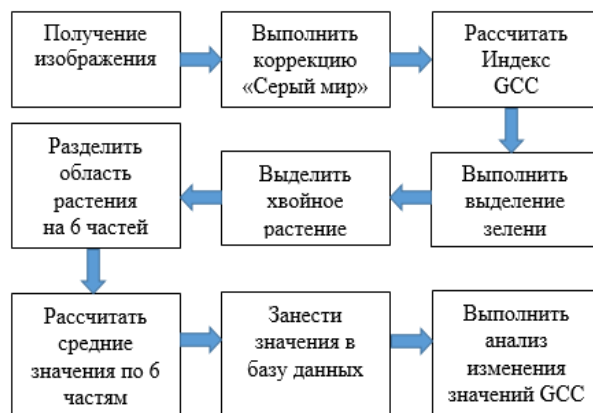 Получение
изображения
Выполнить
коррекцию
«Серый мир»
Рассчитать
Индекс
GCC
Выполнить
выделение
зелени
Выделить
хвойное
растение
Разделить
область
растения
на 6 частей
Рассчитать
средние
значения по 6
частям
Занести
значения в
базу данных
Выполнить
анализ
изменения
значений GCC